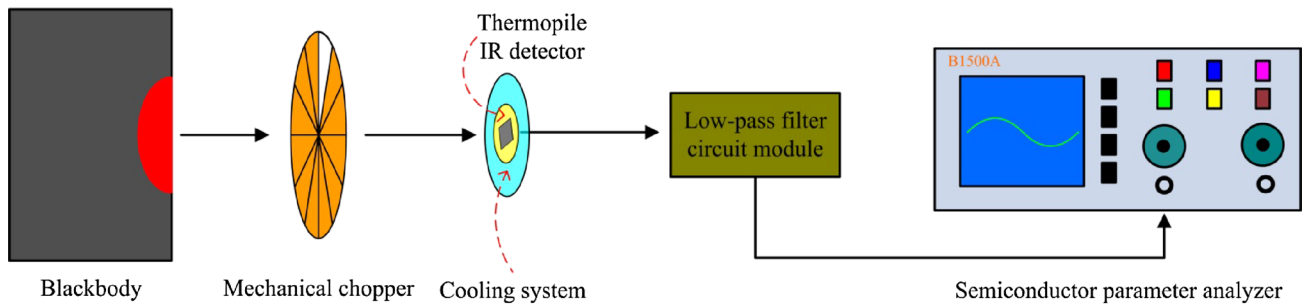 Thermopile
IR detector
B1500A
Low-pass filter
circuit module
Blackbody
Mechanical chopper
Cooling system
Semiconductor parameter analyzer